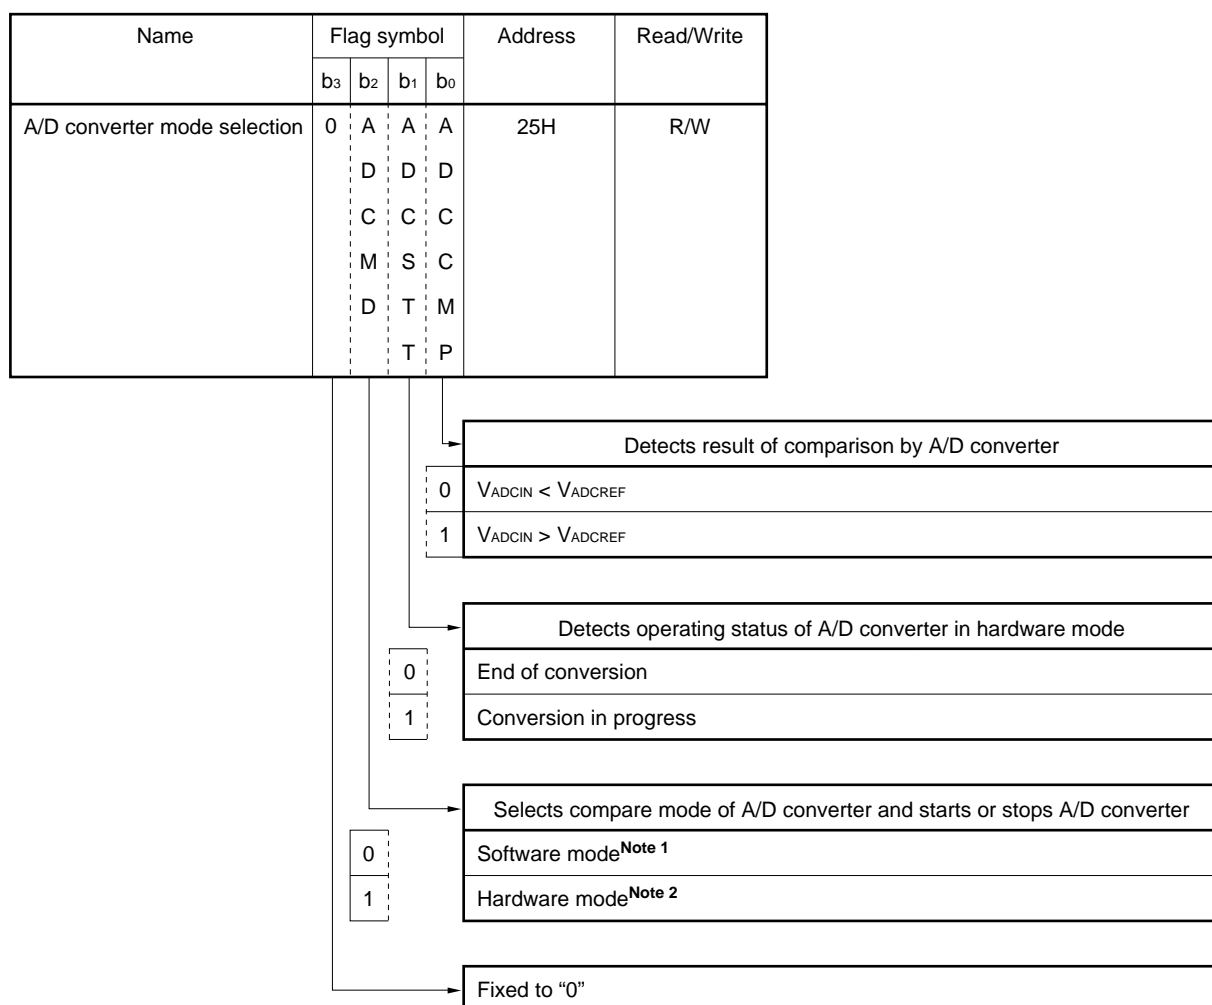 Name Flag symbol Address Read/Write
b3 b2 b1 b0
A/D converter mode selection 0 A A A 25H R/W
D D D
C C C
M S C
D T M
T P
Detects result of comparison by A/D converter
0 VADCIN < VADCREF
1 VADCIN > VADCREF
Detects operating status of A/D converter in hardware mode
0 End of conversion
1 Conversion in progress
Selects compare mode of A/D converter and starts or stops A/D converter
0 Software modeNote 1
1 Hardware modeNote 2
Fixed to “0”